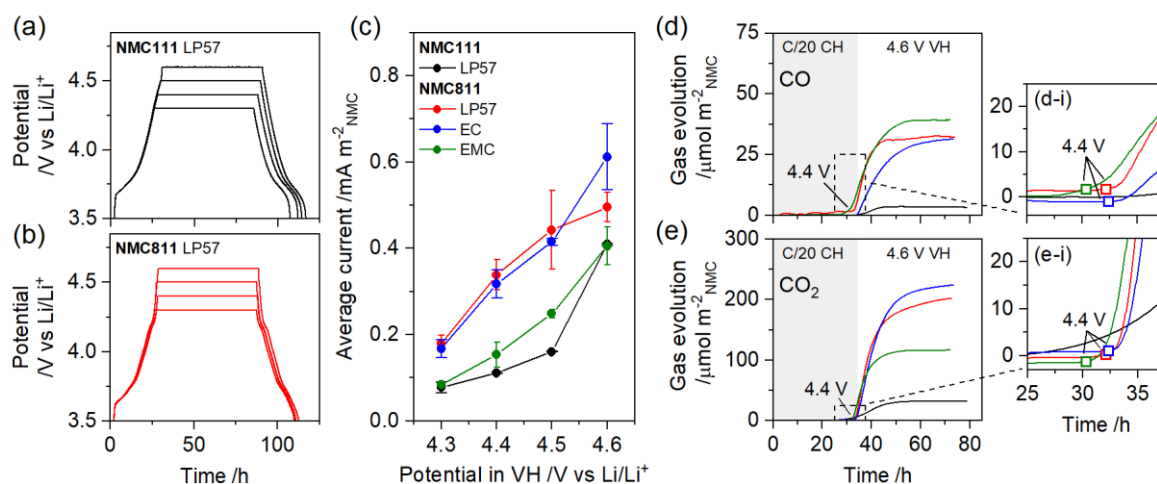 (a)
NMC111 LP57
Potential
/V vs Li/Li⁺
4.5
4.0
3.5
(b)
NMC811 LP57
Potential
/V vs Li/Li⁺
4.5
4.0
3.5
0 50 100
Time /h
(c)
NMC111
LP57
NMC811
LP57
EC
EMC
Average current /mA m⁻²NMC
0.8
0.6
0.4
0.2
0.0
4.3 4.4 4.5 4.6
Potential in VH /V vs Li/Li⁺
(d)
C/20 CH 4.6 V VH
CO
4.4 V
Gas evolution
/μmol m⁻²NMC
75
50
25
0
(d-i)
4.4 V
20
10
0
(e)
C/20 CH 4.6 V VH
CO₂
4.4 V
Gas evolution
/μmol m⁻²NMC
300
200
100
0
0 20 40 60 80
Time /h
(e-i)
4.4 V
20
10
0
25 30 35
Time /h